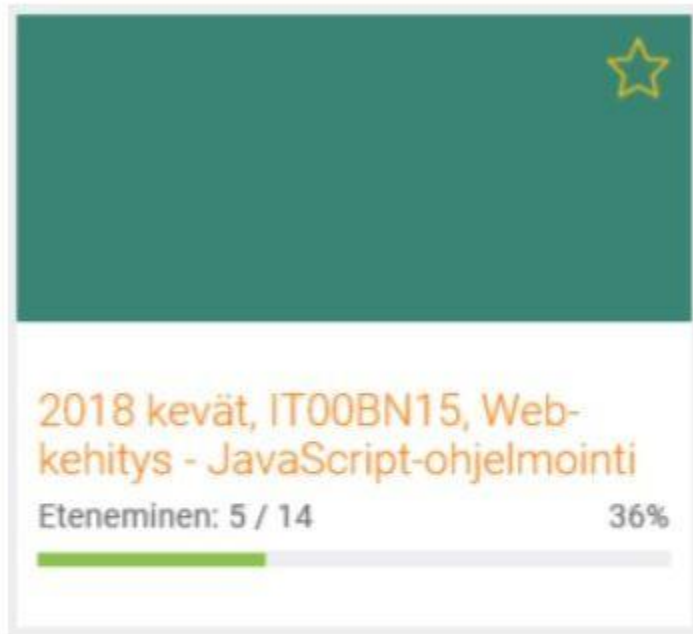 2018 kevät, IT00BN15, Web-
kehitys - JavaScript-ohjelmointi
Eteneminen: 5 / 14 36%